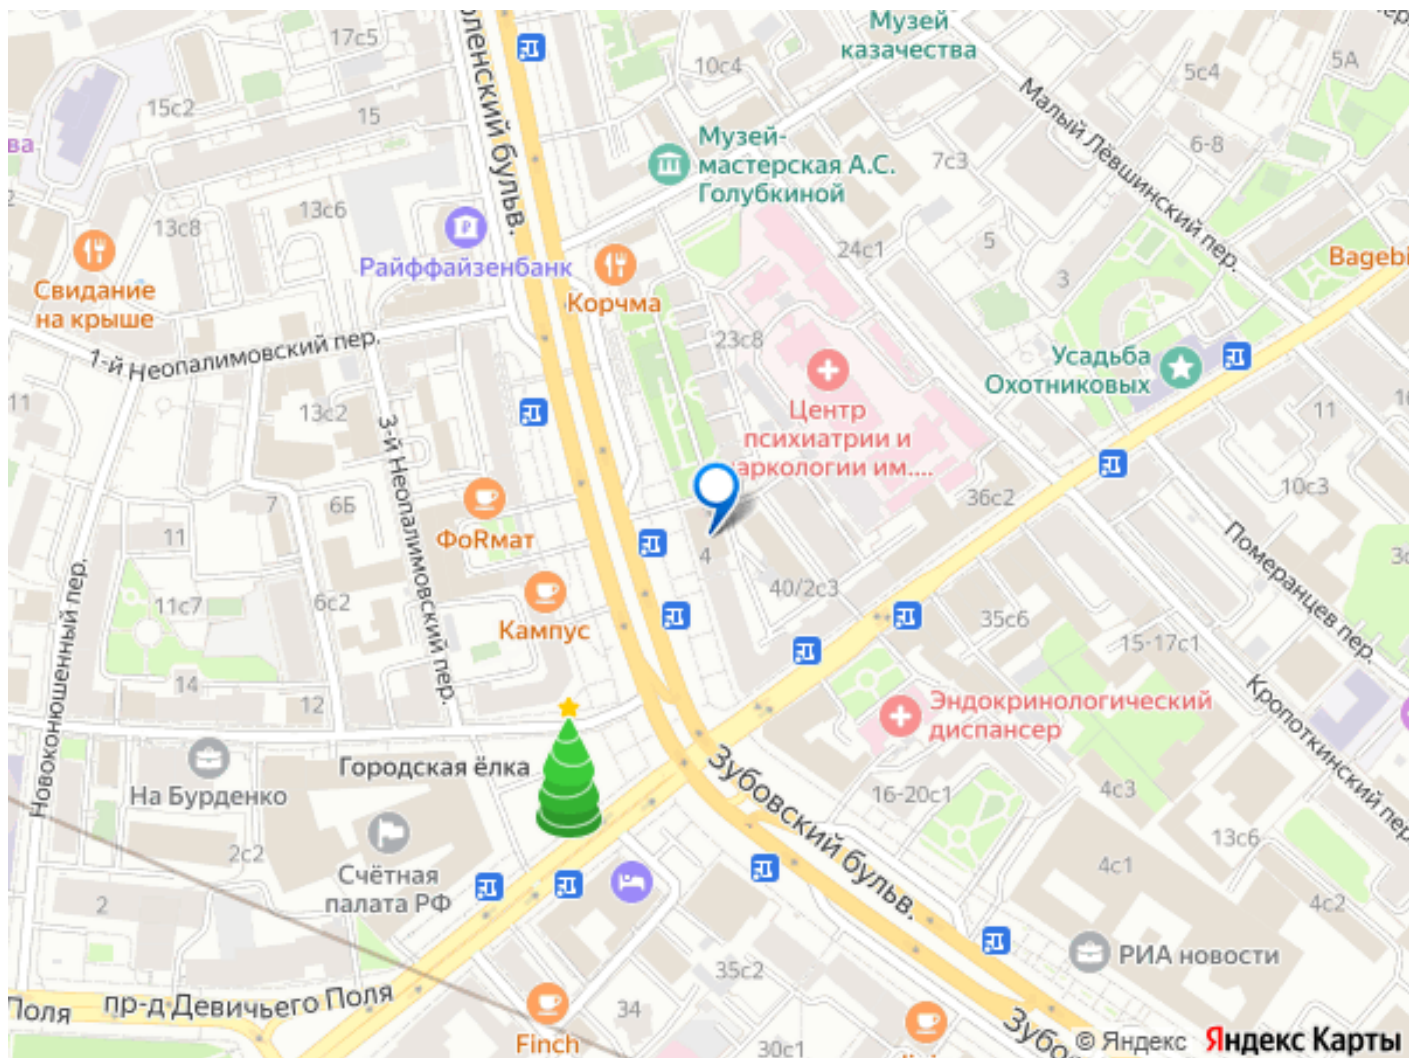 Музей
казачества
17с5
10с4
5А
5с4
15с2
15
Смоленский бульв.
Малый Лёвшинский пер.
Музей-
мастерская А.С.
Голубкиной
7с3
6-8
ва
13с6
13с8
24с1
5
3
Райффайзенбанк
Корчма
Bagebi
Свидание
на крыше
1-й Неопалимовский пер.
23с8
Усадьба
Охотниковых
11
13с2
3-й Неопалимовский пер.
Центр
психиатрии и
наркологии им....
11
16
10с3
36с2
7
6Б
11
ФоRмат
4
Померанцев пер.
Новоконюшенный пер.
11с7
6с2
Кампус
40/2с3
35с6
15-17с1
14
12
Эндокринологический
диспансер
Кропоткинский пер.
Городская ёлка
Зубовский бульв.
На Бурденко
16-20с1
4с3
13с6
2с2
Счётная
палата РФ
4с1
2
4с2
РИА новости
35с2
пр-д Девичьего Поля
Поля
34
Finch
30с1
Зубо
© Яндекс Яндекс Карты